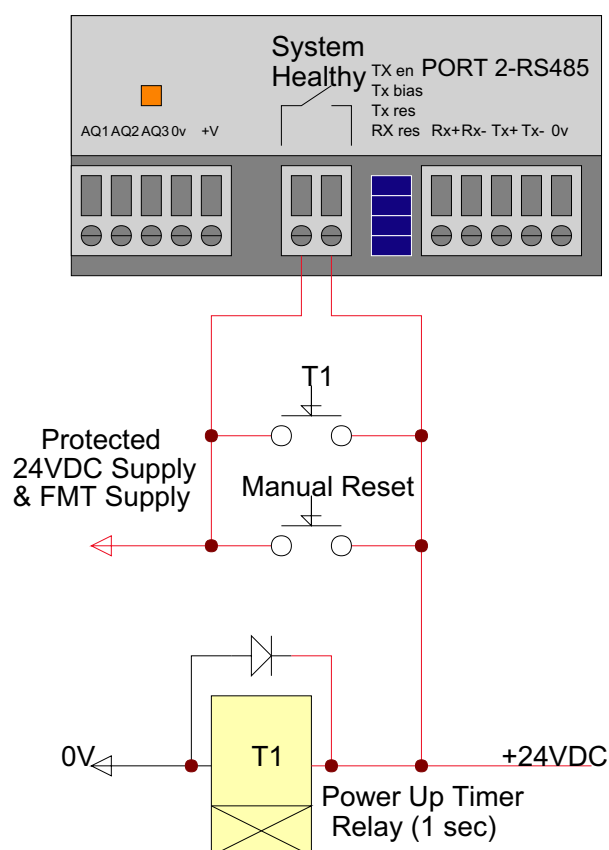 System
Healthy
TX en PORT 2-RS485
Tx bias
Tx res
AQ1 AQ2 AQ3 0v +V RX res Rx+ Rx- Tx+ Tx- 0v
T1
Protected
24VDC Supply
& FMT Supply
Manual Reset
0V T1 +24VDC
Power Up Timer
Relay (1 sec)